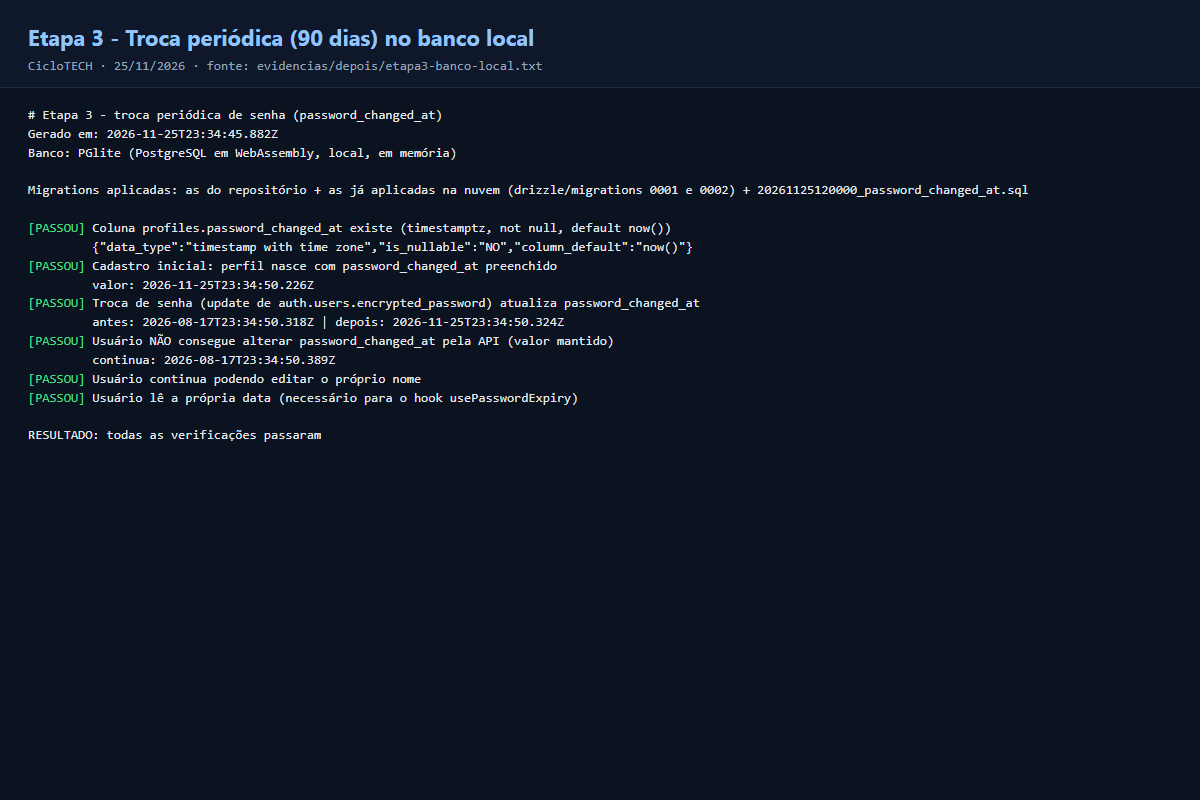 Etapa 3 - Troca periódica (90 dias) no banco local
CicloTECH · 25/11/2026 · fonte: evidencias/depois/etapa3-banco-local.txt
# Etapa 3 - troca periódica de senha (password_changed_at)
Gerado em: 2026-11-25T23:34:45.882Z
Banco: PGlite (PostgreSQL em WebAssembly, local, em memória)
Migrations aplicadas: as do repositório + as já aplicadas na nuvem (drizzle/migrations 0001 e 0002) + 20261125120000_password_changed_at.sql
[PASSOU] Coluna profiles.password_changed_at existe (timestamptz, not null, default now())
{"data_type":"timestamp with time zone","is_nullable":"NO","column_default":"now()"}
[PASSOU] Cadastro inicial: perfil nasce com password_changed_at preenchido
valor: 2026-11-25T23:34:50.226Z
[PASSOU] Troca de senha (update de auth.users.encrypted_password) atualiza password_changed_at
antes: 2026-08-17T23:34:50.318Z | depois: 2026-11-25T23:34:50.324Z
[PASSOU] Usuário NÃO consegue alterar password_changed_at pela API (valor mantido)
continua: 2026-08-17T23:34:50.389Z
[PASSOU] Usuário continua podendo editar o próprio nome
[PASSOU] Usuário lê a própria data (necessário para o hook usePasswordExpiry)
RESULTADO: todas as verificações passaram